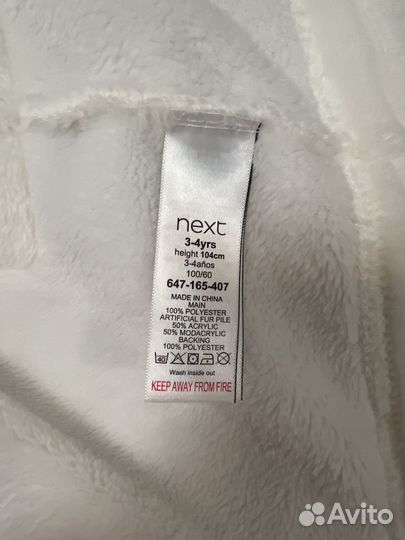 next
3-4yrs
height 104cm
3-4años
100/60
647-165-407
MADE IN CHINA
MAIN
100% POLYESTER
ARTIFICIAL FUR PILE
50% ACRYLIC
50% MODACRYLIC
BACKING
100% POLYESTER
40
Wash inside out
KEEP AWAY FROM FIRE
Avito